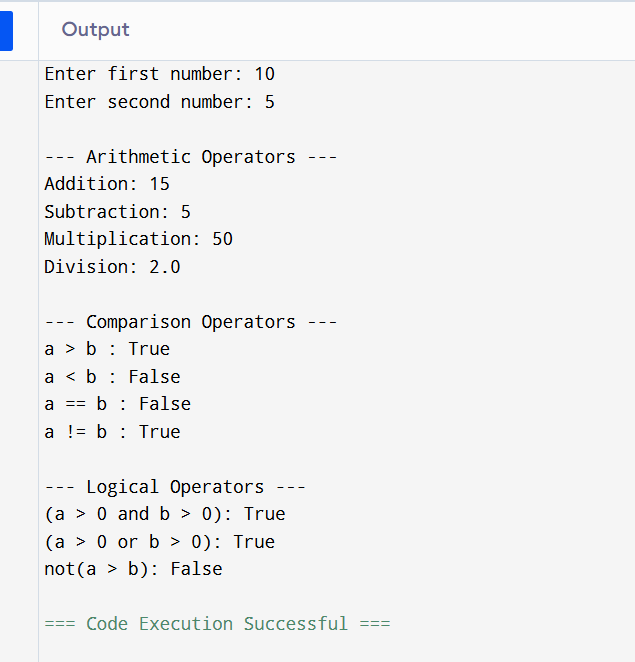 Output
Enter first number: 10
Enter second number: 5
--- Arithmetic Operators ---
Addition: 15
Subtraction: 5
Multiplication: 50
Division: 2.0
--- Comparison Operators ---
a > b : True
a < b : False
a == b : False
a != b : True
--- Logical Operators ---
(a > 0 and b > 0): True
(a > 0 or b > 0): True
not(a > b): False
=== Code Execution Successful ===